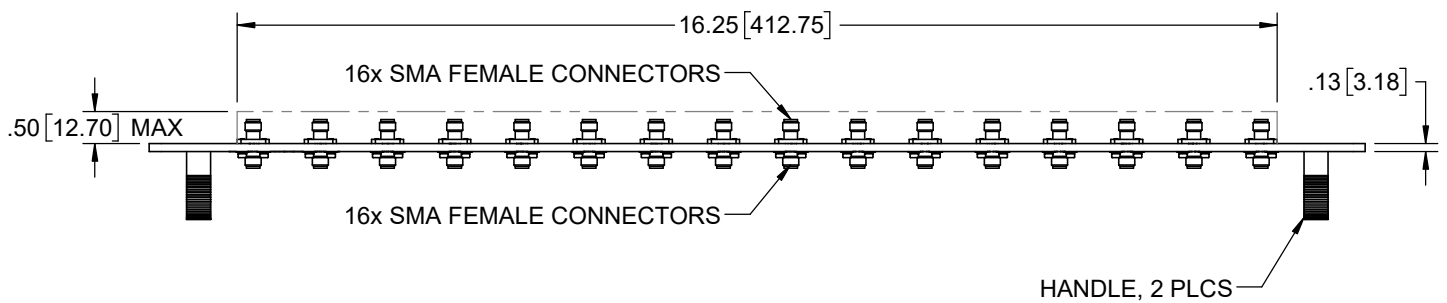 16.25[412.75]
16x SMA FEMALE CONNECTORS
.13[3.18]
.50[12.70] MAX
16x SMA FEMALE CONNECTORS
HANDLE, 2 PLCS